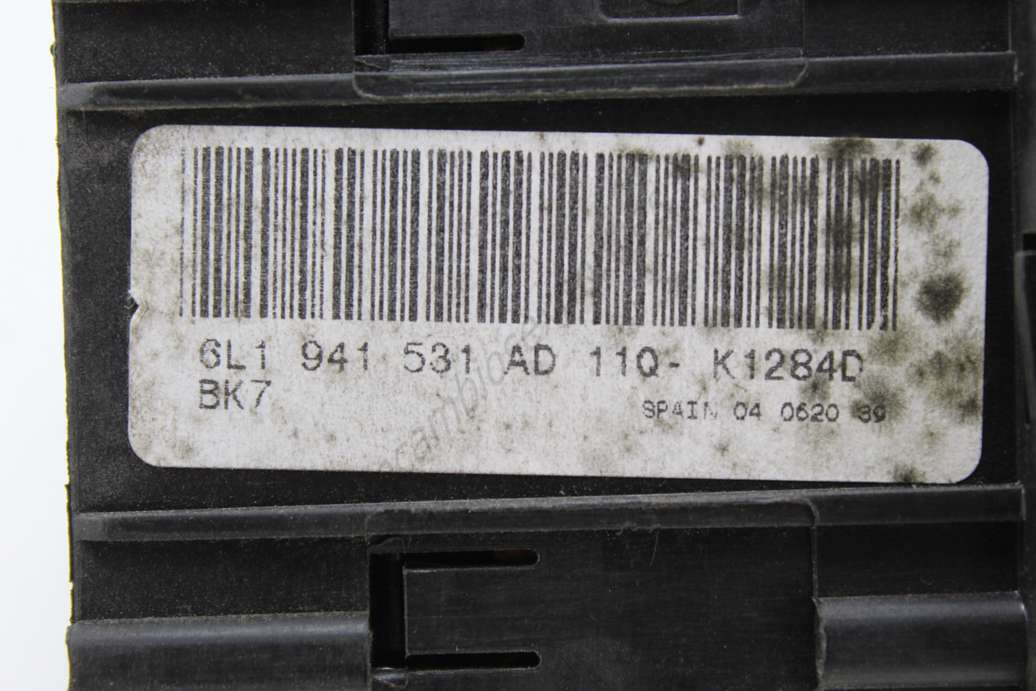 6L1 941 531 AD 11Q- K1284D
BK7
SPAIN 04 0620 39